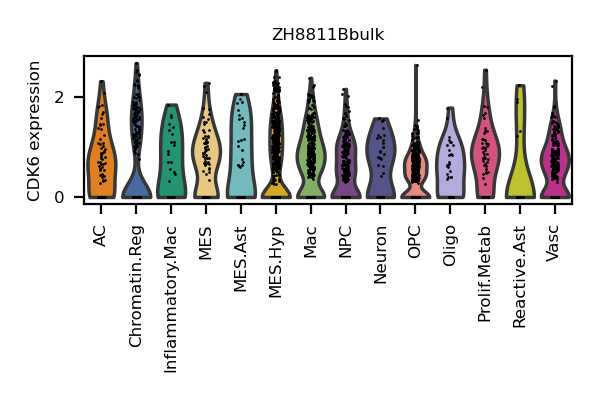 ZH8811Bbulk
CDK6 expression
2
0
AC
Chromatin.Reg
Inflammatory.Mac
MES
MES.Ast
MES.Hyp
Mac
NPC
Neuron
OPC
Oligo
Prolif.Metab
Reactive.Ast
Vasc